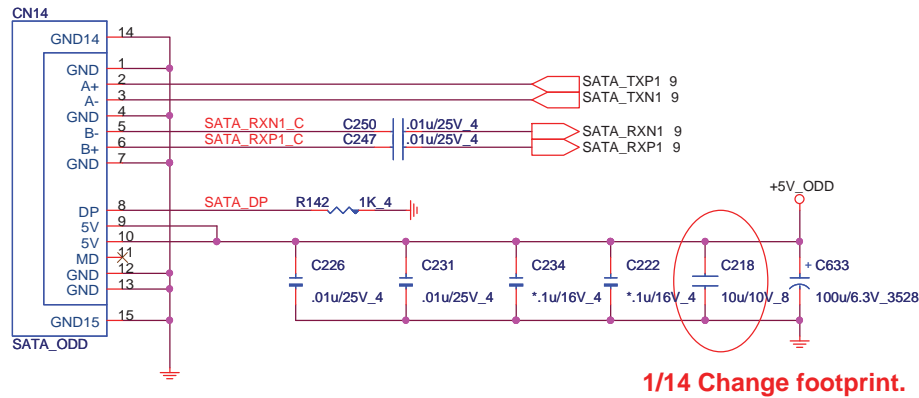 CN14
GND14 14
GND 1
A+ 2 SATA_TXP1 9
A- 3 SATA_TXN1 9
GND 4
B- 5 SATA_RXN1_C C250 .01u/25V_4 SATA_RXN1 9
B+ 6 SATA_RXP1_C C247 .01u/25V_4 SATA_RXP1 9
GND 7
+5V_ODD
DP 8 SATA_DP R142 1K_4
5V 9
5V 10
MD 11
GND 12
GND 13
C226 C231 C234 C222 C218 + C633
.01u/25V_4 .01u/25V_4 *.1u/16V_4 *.1u/16V_4 10u/10V_8 100u/6.3V_3528
GND15 15
SATA_ODD
1/14 Change footprint.